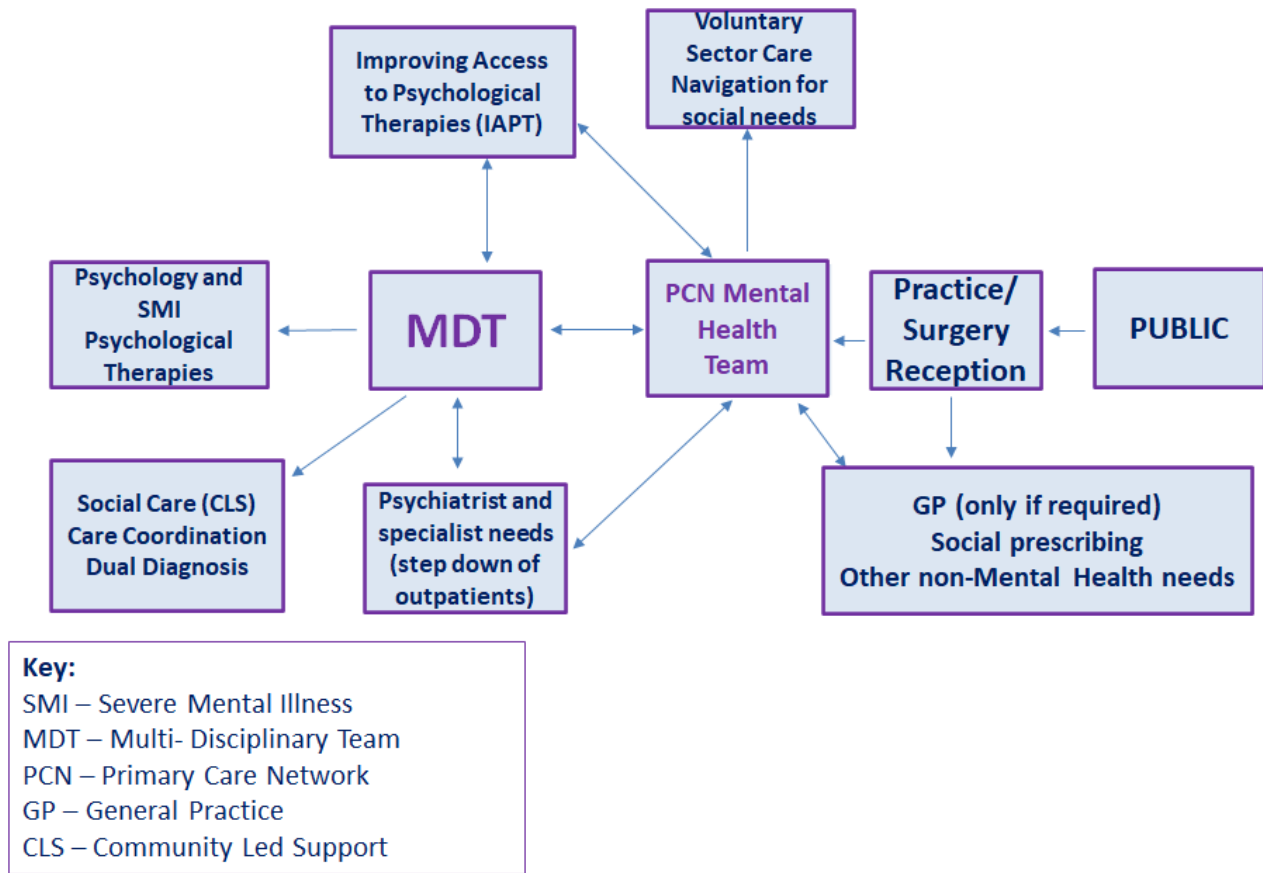 Improving Access
to Psychological
Therapies (IAPT)
Voluntary
Sector Care
Navigation for
social needs
Psychology and
SMI
Psychological
Therapies
MDT
PCN Mental
Health
Team
Practice/
Surgery
Reception
PUBLIC
Social Care (CLS)
Care Coordination
Dual Diagnosis
Psychiatrist and
specialist needs
(step down of
outpatients)
GP (only if required)
Social prescribing
Other non-Mental Health needs
Key:
SMI – Severe Mental Illness
MDT – Multi- Disciplinary Team
PCN – Primary Care Network
GP – General Practice
CLS – Community Led Support